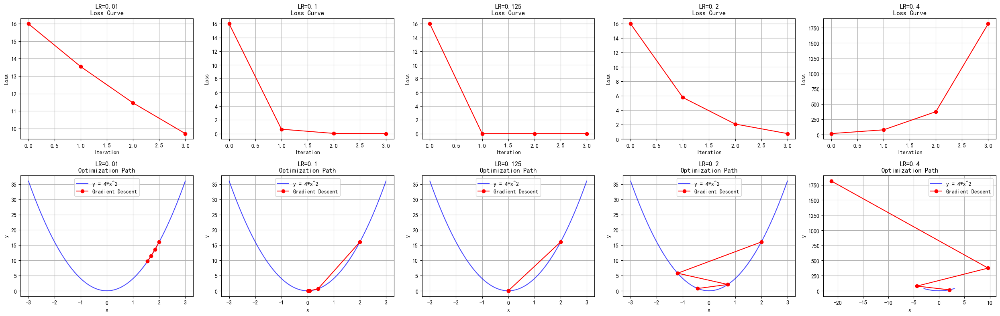 LR=0.01
Loss Curve
Loss
16
15
14
13
12
11
10
0.0 0.5 1.0 1.5 2.0 2.5 3.0
Iteration
LR=0.1
Loss Curve
Loss
16
14
12
10
8
6
4
2
0
0.0 0.5 1.0 1.5 2.0 2.5 3.0
Iteration
LR=0.125
Loss Curve
Loss
16
14
12
10
8
6
4
2
0
0.0 0.5 1.0 1.5 2.0 2.5 3.0
Iteration
LR=0.2
Loss Curve
Loss
16
14
12
10
8
6
4
2
0
0.0 0.5 1.0 1.5 2.0 2.5 3.0
Iteration
LR=0.4
Loss Curve
Loss
1750
1500
1250
1000
750
500
250
0
0.0 0.5 1.0 1.5 2.0 2.5 3.0
Iteration
LR=0.01
Optimization Path
y = 4*x^2
Gradient Descent
y
35
30
25
20
15
10
5
0
−3 −2 −1 0 1 2 3
x
LR=0.1
Optimization Path
y = 4*x^2
Gradient Descent
y
35
30
25
20
15
10
5
0
−3 −2 −1 0 1 2 3
x
LR=0.125
Optimization Path
y = 4*x^2
Gradient Descent
y
35
30
25
20
15
10
5
0
−3 −2 −1 0 1 2 3
x
LR=0.2
Optimization Path
y = 4*x^2
Gradient Descent
y
35
30
25
20
15
10
5
0
−3 −2 −1 0 1 2 3
x
LR=0.4
Optimization Path
y = 4*x^2
Gradient Descent
y
1750
1500
1250
1000
750
500
250
0
−20 −15 −10 −5 0 5 10
x